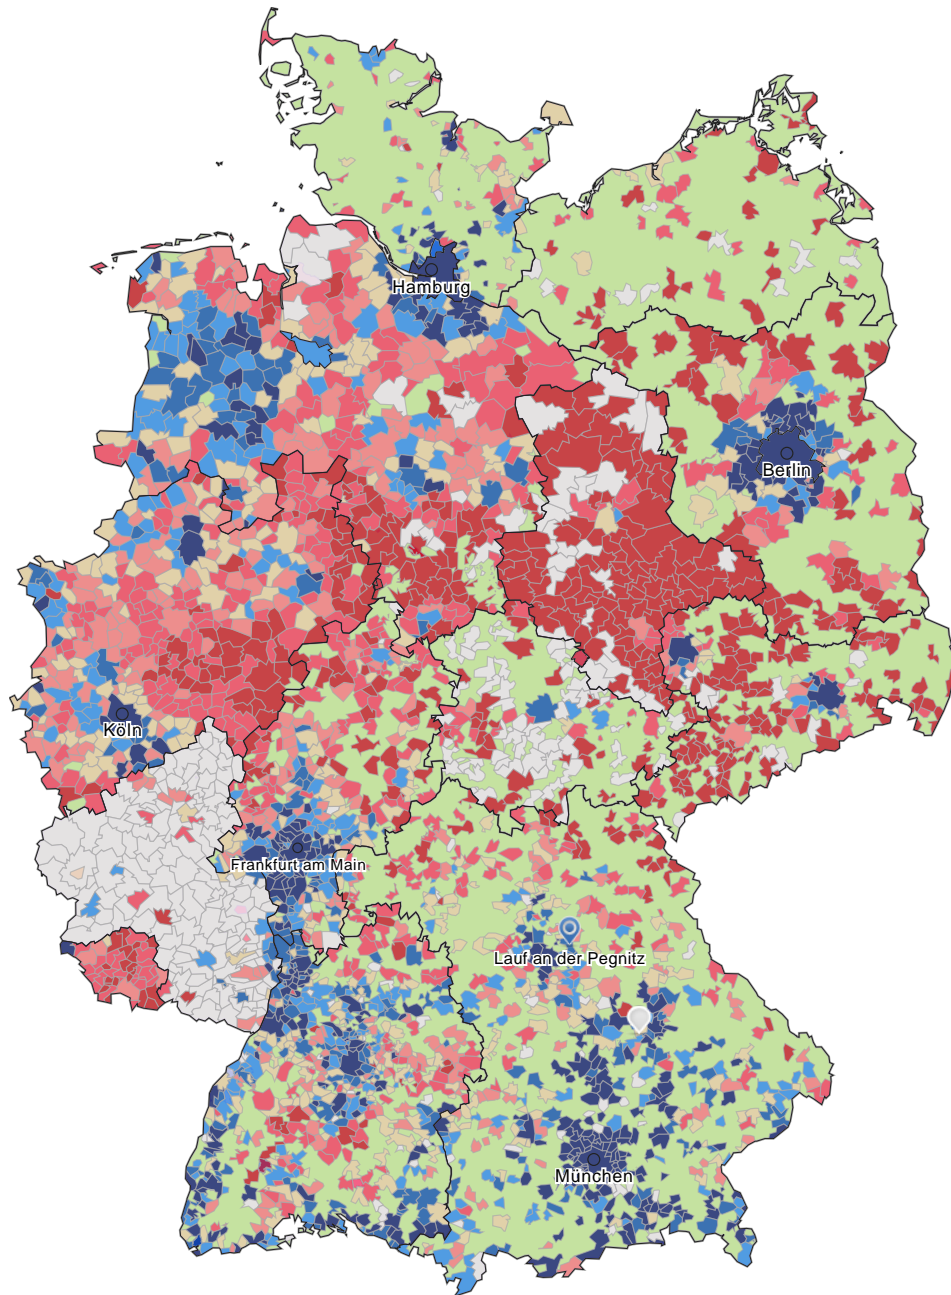 Hamburg
Berlin
Köln
Frankfurt am Main
Lauf an der Pegnitz
München